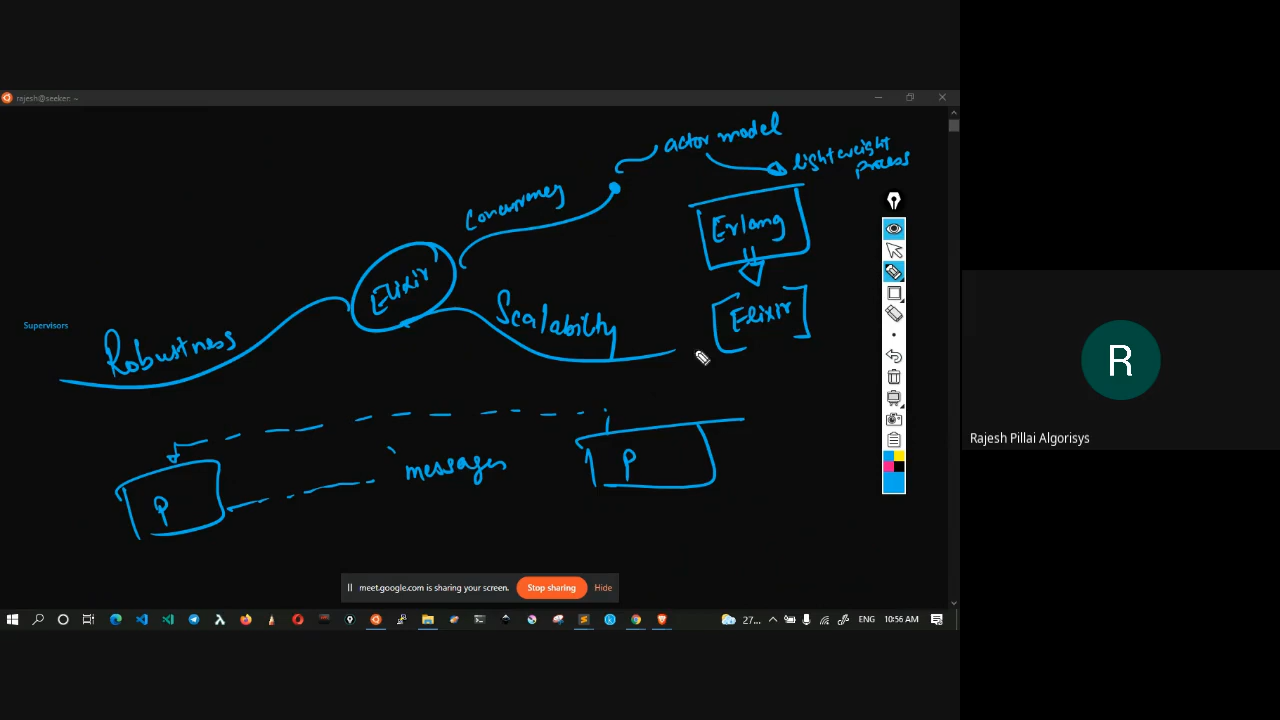 rajesh@seeker: ~
actor model
lightweight
process
Concurrency
Erlang
Elixir
Elixir
Scalability
Supervisors
Robustness
messages
P
P
R
Rajesh Pillai Algorisys
meet.google.com is sharing your screen.
Stop sharing
Hide
27...
ENG
10:56 AM